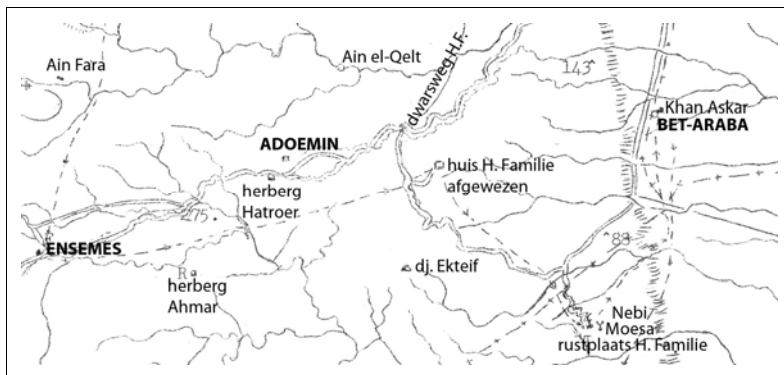 Ain Fara
Ain el-Qelt
dwarsweg H.F.
143
Khan Askar
BET-ARABA
ADOEMIN
huis H. Familie
afgewezen
herberg
Hatroer
275
ENSEMES
88
R
herberg
Ahmar
dj. Ekteif
Nebi
Moesa
rustplaats H. Familie